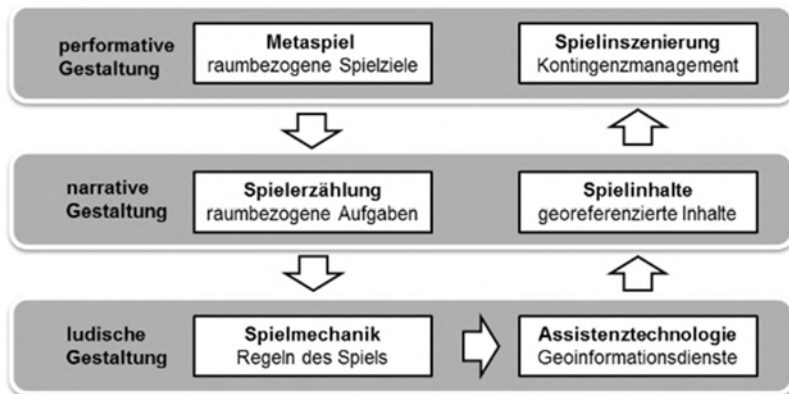 performative
Gestaltung
Metaspiel
raumbezogene Spielziele
Spielinszenierung
Kontingenzmanagement
narrative
Gestaltung
Spielerzählung
raumbezogene Aufgaben
Spielinhalte
georeferenzierte Inhalte
ludische
Gestaltung
Spielmechanik
Regeln des Spiels
Assistenztechnologie
Geoinformationsdienste